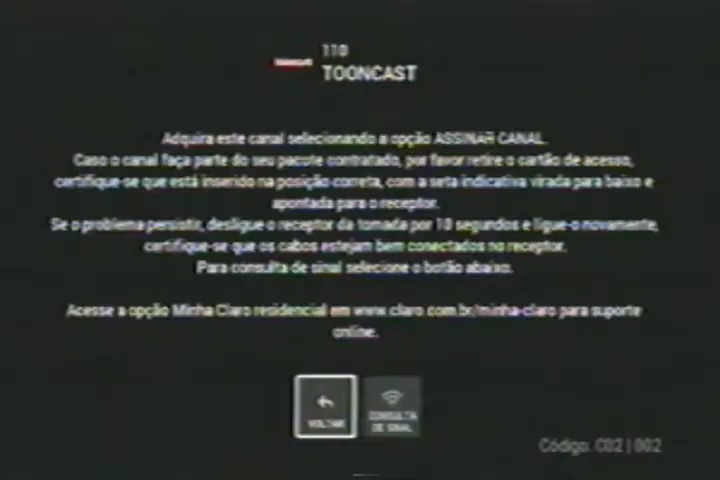 110
TOONCAST
Adquira este canal selecionando a opção ASSINAR CANAL.
Caso o canal faça parte do seu pacote contratado, por favor retire o cartão de acesso,
certifique-se que está inserido na posição correta, com a seta indicativa virada para baixo e
apontada para o receptor.
Se o problema persistir, desligue o receptor da tomada por 10 segundos e ligue-o novamente,
certifique-se que os cabos estejam bem conectados no receptor.
Para consulta de sinal selecione o botão abaixo.
Acesse a opção Minha Claro residencial em www.claro.com.br/minha-claro para suporte
online.
VOLTAR
CONSULTA
DE SINAL
Código: C02 | 002